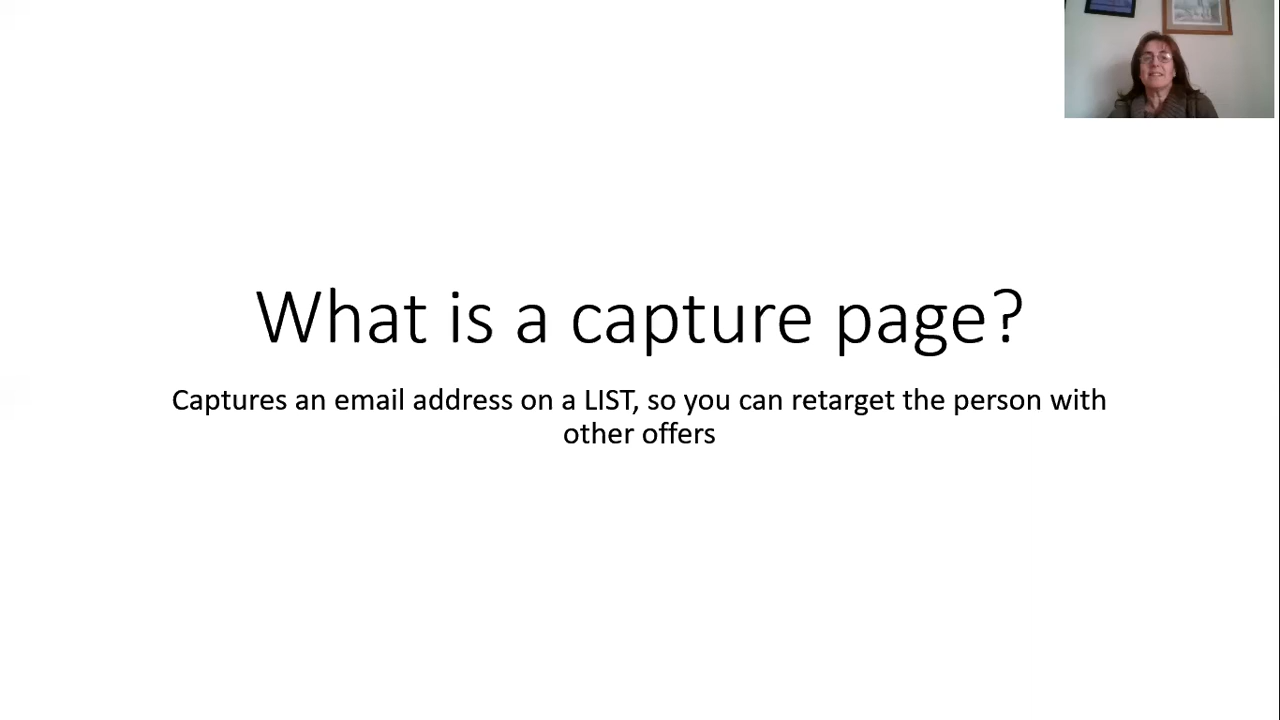 What is a capture page?
Captures an email address on a LIST, so you can retarget the person with
other offers